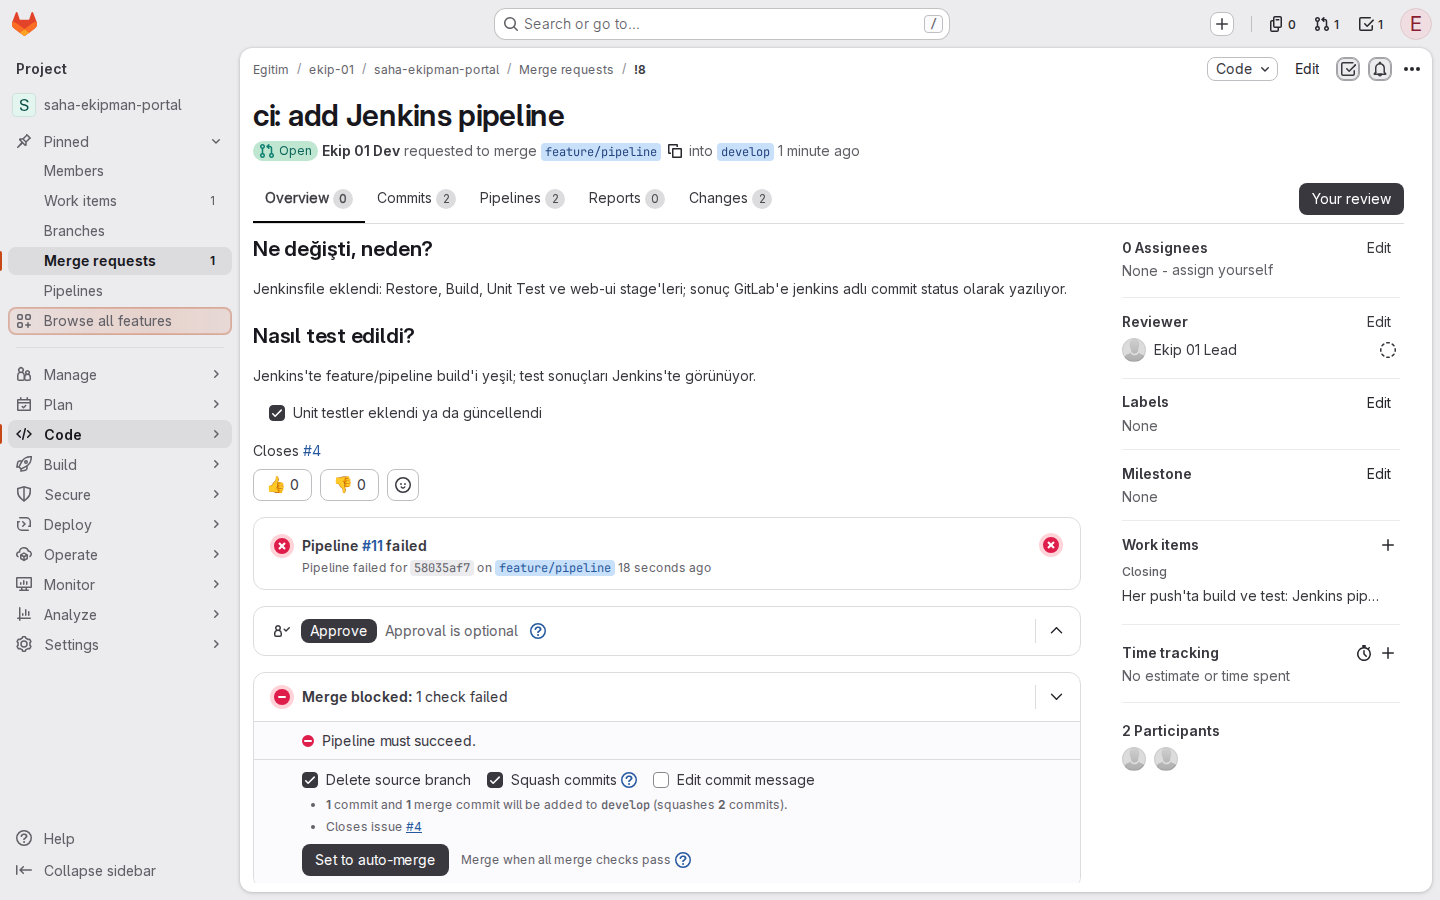 Search or go to...
/
0
1
1
E
Project
S
saha-ekipman-portal
Pinned
Members
Work items 1
Branches
Merge requests 1
Pipelines
Browse all features
Manage
Plan
Code
Build
Secure
Deploy
Operate
Monitor
Analyze
Settings
Help
Collapse sidebar
Egitim / ekip-01 / saha-ekipman-portal / Merge requests / !8
Code
Edit
ci: add Jenkins pipeline
Open Ekip 01 Dev requested to merge feature/pipeline into develop 1 minute ago
Overview 0 Commits 2 Pipelines 2 Reports 0 Changes 2
Your review
Ne değişti, neden?
Jenkinsfile eklendi: Restore, Build, Unit Test ve web-ui stage'leri; sonuç GitLab'e jenkins adlı commit status olarak yazılıyor.
Nasıl test edildi?
Jenkins'te feature/pipeline build'i yeşil; test sonuçları Jenkins'te görünüyor.
Unit testler eklendi ya da güncellendi
Closes #4
0
0
Pipeline #11 failed
Pipeline failed for 58035af7 on feature/pipeline 18 seconds ago
Approve Approval is optional
Merge blocked: 1 check failed
Pipeline must succeed.
Delete source branch Squash commits Edit commit message
1 commit and 1 merge commit will be added to develop (squashes 2 commits).
Closes issue #4
Set to auto-merge Merge when all merge checks pass
0 Assignees Edit
None - assign yourself
Reviewer Edit
Ekip 01 Lead
Labels Edit
None
Milestone Edit
None
Work items
Closing
Her push'ta build ve test: Jenkins pip...
Time tracking
No estimate or time spent
2 Participants